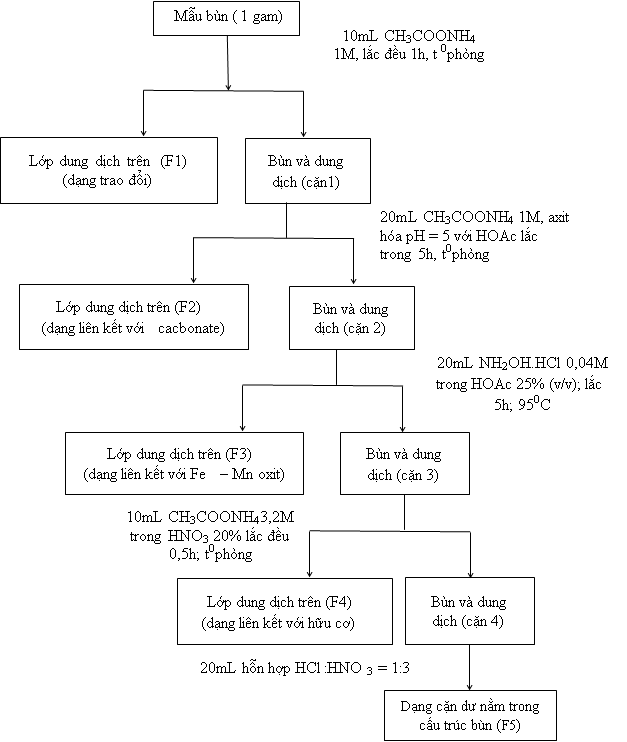 Mẫu bùn ( 1 gam)
10mL CH₃COONH₄
1M, lắc đều 1h, t⁰phòng
Lớp dung dịch trên (F1)
(dạng trao đổi)
Bùn và dung
dịch (cặn1)
20mL CH₃COONH₄ 1M, axit
hóa pH = 5 với HOAc lắc
trong 5h, t⁰phòng
Lớp dung dịch trên (F2)
(dạng liên kết với cacbonate)
Bùn và dung
dịch (cặn 2)
20mL NH₂OH.HCl 0,04M
trong HOAc 25% (v/v); lắc
5h; 95⁰C
Lớp dung dịch trên (F3)
(dạng liên kết với Fe – Mn oxit)
Bùn và dung
dịch (cặn 3)
10mL CH₃COONH₄3,2M
trong HNO₃ 20% lắc đều
0,5h; t⁰phòng
Lớp dung dịch trên (F4)
(dạng liên kết với hữu cơ)
Bùn và dung
dịch (cặn 4)
20mL hỗn hợp HCl:HNO ₃ = 1:3
Dạng cặn dư nằm trong
cấu trúc bùn (F5)